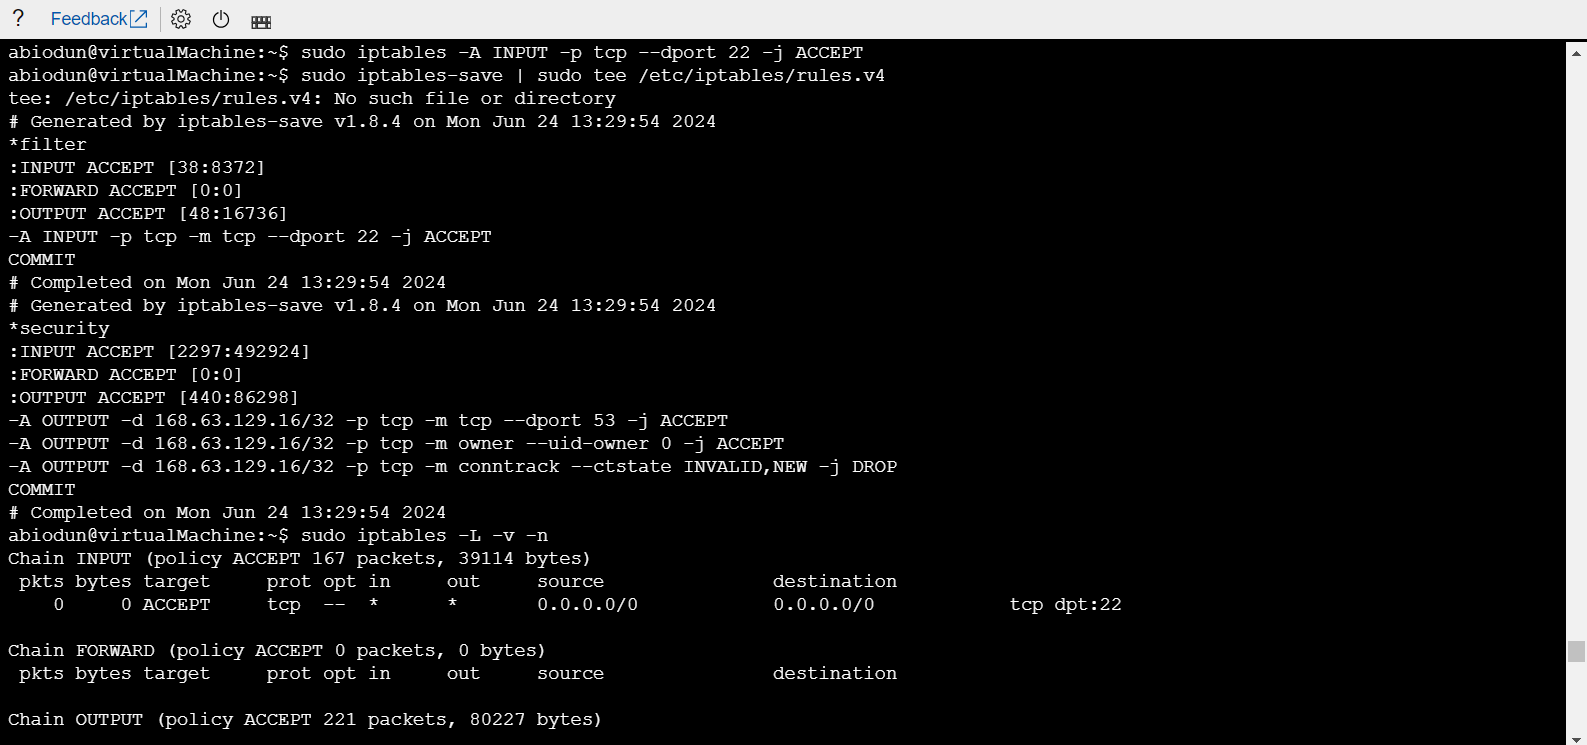 ? Feedback
abiodun@virtualMachine:~$ sudo iptables -A INPUT -p tcp --dport 22 -j ACCEPT
abiodun@virtualMachine:~$ sudo iptables-save | sudo tee /etc/iptables/rules.v4
tee: /etc/iptables/rules.v4: No such file or directory
# Generated by iptables-save v1.8.4 on Mon Jun 24 13:29:54 2024
*filter
:INPUT ACCEPT [38:8372]
:FORWARD ACCEPT [0:0]
:OUTPUT ACCEPT [48:16736]
-A INPUT -p tcp -m tcp --dport 22 -j ACCEPT
COMMIT
# Completed on Mon Jun 24 13:29:54 2024
# Generated by iptables-save v1.8.4 on Mon Jun 24 13:29:54 2024
*security
:INPUT ACCEPT [2297:492924]
:FORWARD ACCEPT [0:0]
:OUTPUT ACCEPT [440:86298]
-A OUTPUT -d 168.63.129.16/32 -p tcp -m tcp --dport 53 -j ACCEPT
-A OUTPUT -d 168.63.129.16/32 -p tcp -m owner --uid-owner 0 -j ACCEPT
-A OUTPUT -d 168.63.129.16/32 -p tcp -m conntrack --ctstate INVALID,NEW -j DROP
COMMIT
# Completed on Mon Jun 24 13:29:54 2024
abiodun@virtualMachine:~$ sudo iptables -L -v -n
Chain INPUT (policy ACCEPT 167 packets, 39114 bytes)
 pkts bytes target     prot opt in     out     source               destination
    0     0 ACCEPT     tcp  --  *      *       0.0.0.0/0            0.0.0.0/0            tcp dpt:22

Chain FORWARD (policy ACCEPT 0 packets, 0 bytes)
 pkts bytes target     prot opt in     out     source               destination

Chain OUTPUT (policy ACCEPT 221 packets, 80227 bytes)